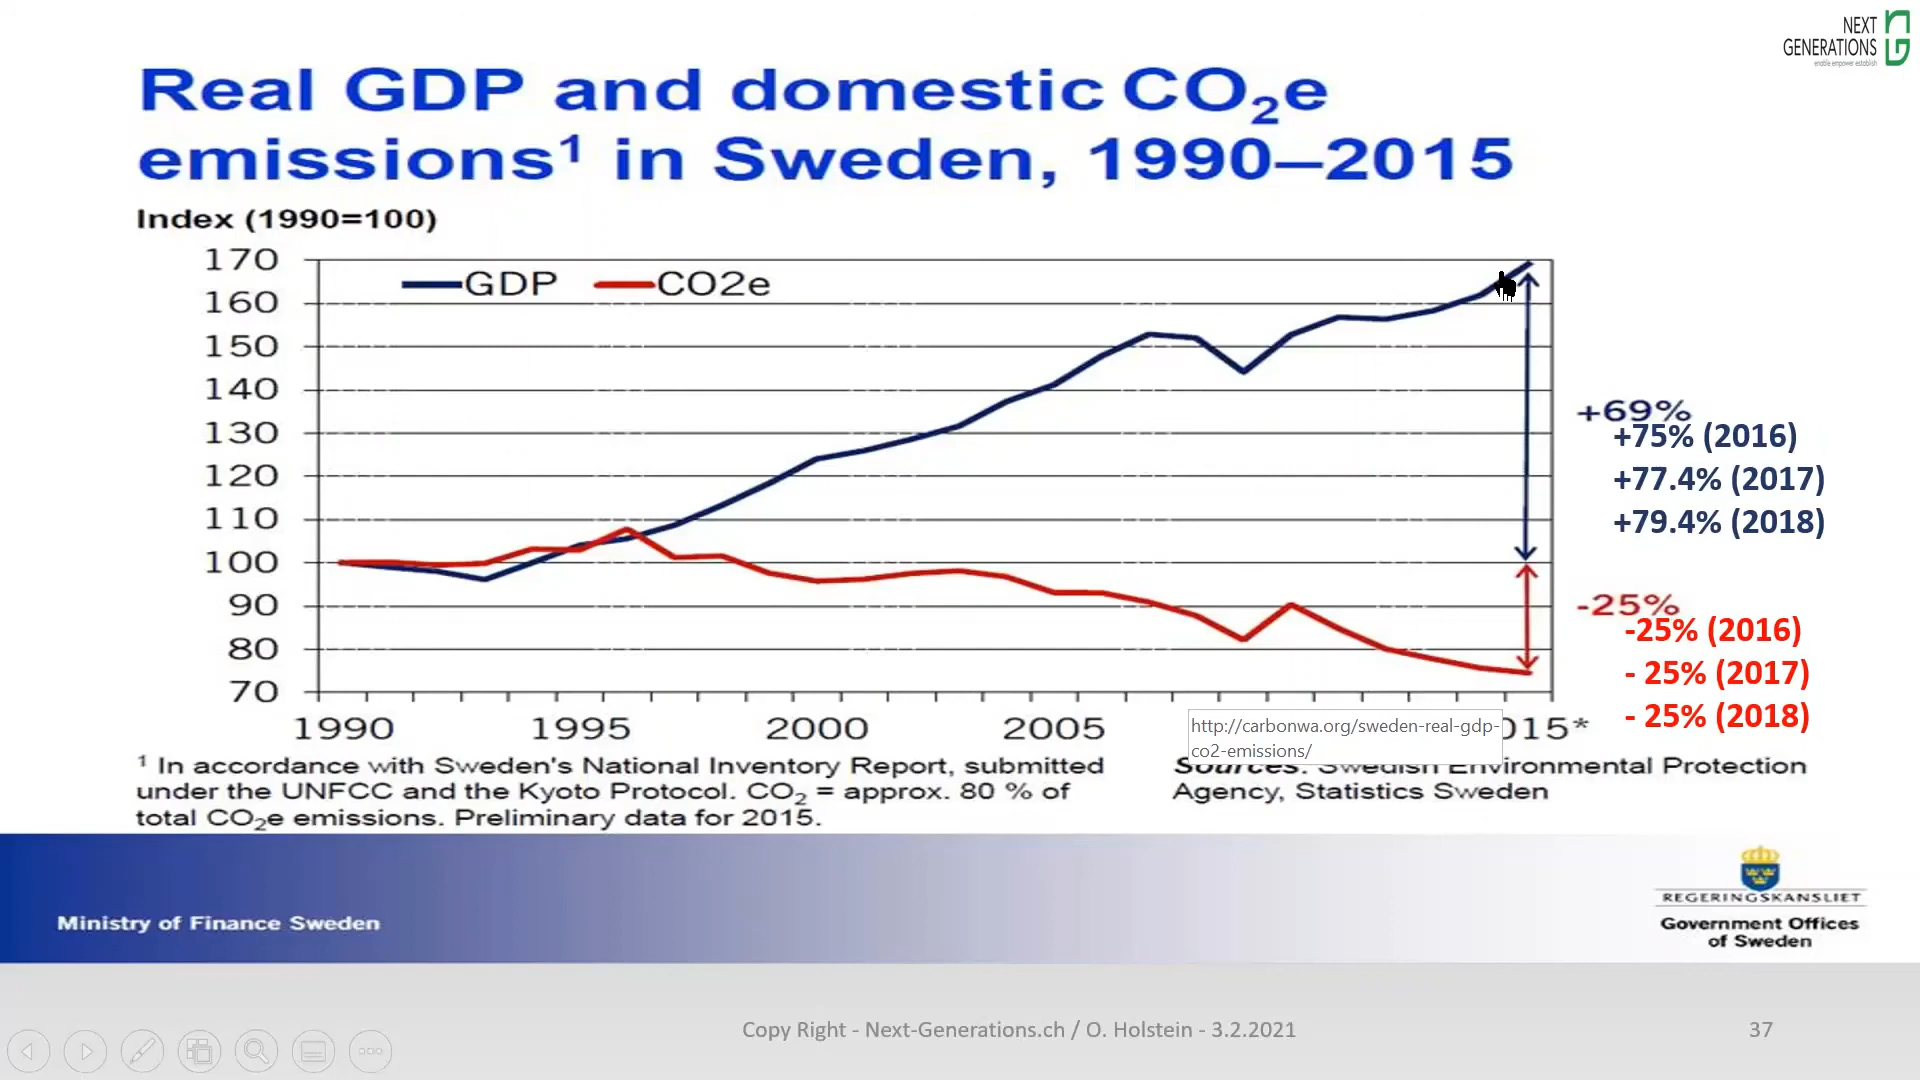 NEXT
GENERATIONS
enable empower establish
Real GDP and domestic CO₂e
emissions¹ in Sweden, 1990–2015
Index (1990=100)
170
160
150
140
130
120
110
100
90
80
70
GDP
CO2e
+69%
+75% (2016)
+77.4% (2017)
+79.4% (2018)
-25%
-25% (2016)
- 25% (2017)
- 25% (2018)
1990 1995 2000 2005 015*
http://carbonwa.org/sweden-real-gdp-
co2-emissions/
¹ In accordance with Sweden's National Inventory Report, submitted
under the UNFCC and the Kyoto Protocol. CO₂ = approx. 80 % of
total CO₂e emissions. Preliminary data for 2015.
Sources: Swedish Environmental Protection
Agency, Statistics Sweden
Ministry of Finance Sweden
REGERINGSKANSLIET
Government Offices
of Sweden
Copy Right - Next-Generations.ch / O. Holstein - 3.2.2021
37